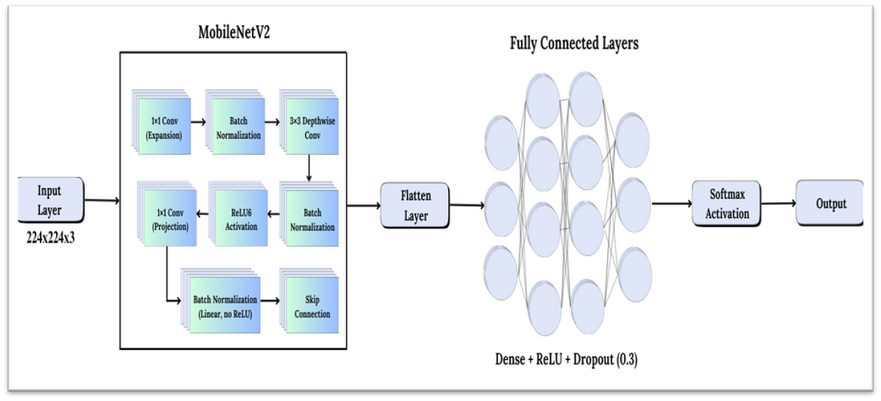 MobileNetV2
Fully Connected Layers
1×1 Conv
(Expansion)
Batch
Normalization
3×3 Depthwise
Conv
Input
Layer
224x224x3
1×1 Conv
(Projection)
ReLU6
Activation
Batch
Normalization
Flatten
Layer
Softmax
Activation
Output
Batch Normalization
(Linear, no ReLU)
Skip
Connection
Dense + ReLU + Dropout (0.3)